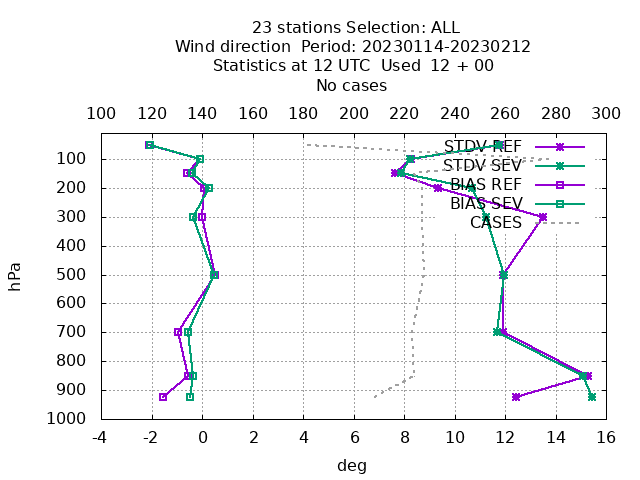 23 stations Selection: ALL
Wind direction  Period: 20230114-20230212
Statistics at 12 UTC  Used  12 + 00
No cases
100 120 140 160 180 200 220 240 260 280 300
STDV REF
STDV SEV
BIAS REF
BIAS SEV
CASES
hPa
100
200
300
400
500
600
700
800
900
1000
-4 -2 0 2 4 6 8 10 12 14 16
deg